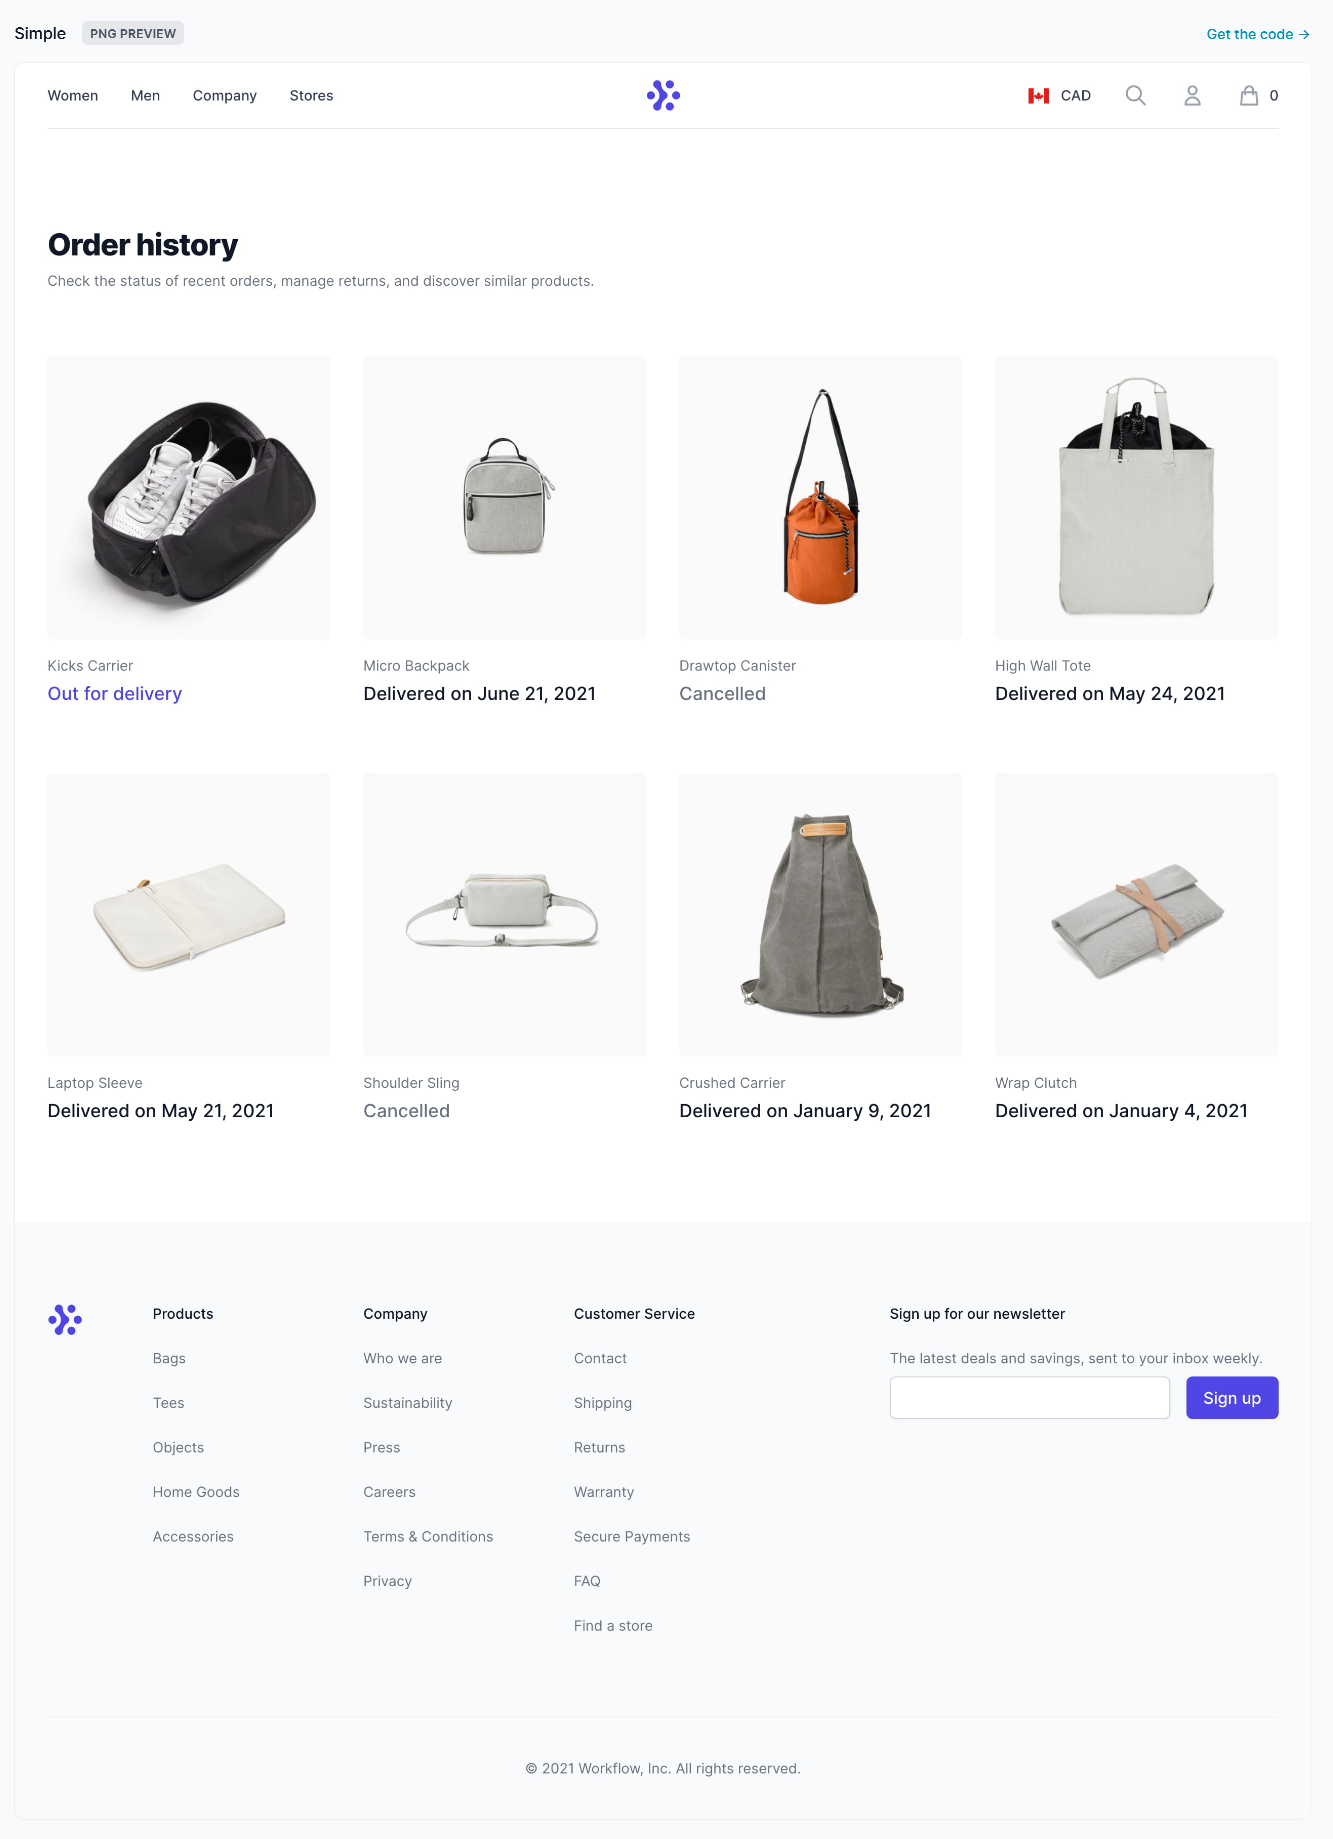 Simple
PNG PREVIEW
Get the code →
Women
Men
Company
Stores
CAD
0
Order history
Check the status of recent orders, manage returns, and discover similar products.
Kicks Carrier
Out for delivery
Micro Backpack
Delivered on June 21, 2021
Drawtop Canister
Cancelled
High Wall Tote
Delivered on May 24, 2021
Laptop Sleeve
Delivered on May 21, 2021
Shoulder Sling
Cancelled
Crushed Carrier
Delivered on January 9, 2021
Wrap Clutch
Delivered on January 4, 2021
Products
Bags
Tees
Objects
Home Goods
Accessories
Company
Who we are
Sustainability
Press
Careers
Terms & Conditions
Privacy
Customer Service
Contact
Shipping
Returns
Warranty
Secure Payments
FAQ
Find a store
Sign up for our newsletter
The latest deals and savings, sent to your inbox weekly.
Sign up
© 2021 Workflow, Inc. All rights reserved.